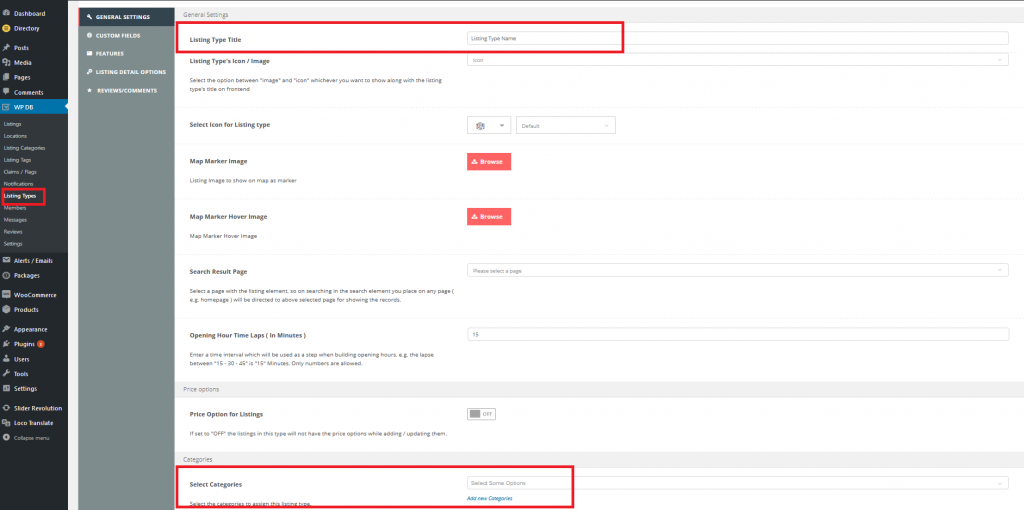 Dashboard
Directory
Posts
Media
Pages
Comments
WP DB
Listings
Locations
Listing Categories
Listing Tags
Claims / Flags
Notifications
Listing Types
Members
Messages
Reviews
Settings
Alerts / Emails
Packages
WooCommerce
Products
Appearance
Plugins
Users
Tools
Settings
Slider Revolution
Loco Translate
Collapse menu
GENERAL SETTINGS
CUSTOM FIELDS
FEATURES
LISTING DETAIL OPTIONS
REVIEWS/COMMENTS
General Settings
Listing Type Title
Listing Type Name
Listing Type's Icon / Image
Icon
Select the option between "image" and "icon" whichever you want to show along with the listing
type's title on frontend
Select Icon for Listing type
Default
Map Marker Image
Browse
Listing Image to show on map as marker
Map Marker Hover Image
Browse
Map Marker Hover Image
Search Result Page
Please select a page
Select a page with the listing element, so on searching in the search element you place on any page (
e.g. homepage ) will be directed to above selected page for showing the records.
Opening Hour Time Laps ( In Minutes )
15
Enter a time interval which will be used as a step when building opening hours. e.g. the lapse
between "15 - 30 - 45" is "15" Minutes, Only numbers are allowed.
Price options
Price Option for Listings
OFF
If set to "OFF" the listings in this type will not have the price options while adding / updating them.
Categories
Select Categories
Select Some Options
Add new Categories
Select the categories to assign this listing type.